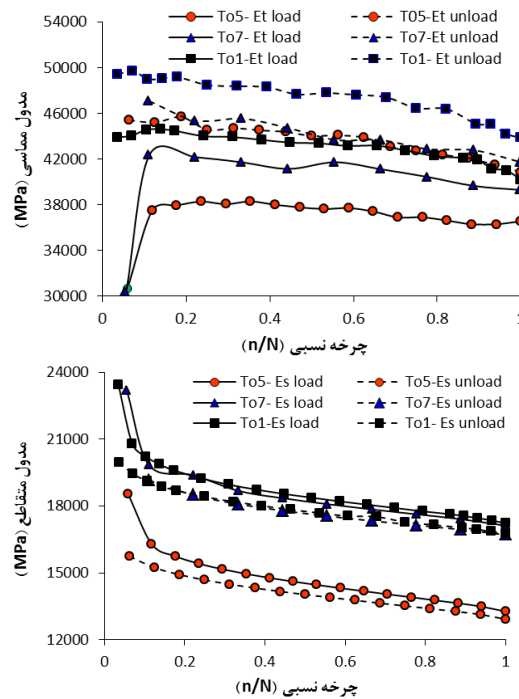 To5- Et load
T05-Et unload
To7- Et load
To7-Et unload
To1-Et load
To1- Et unload
54000
50000
46000
42000
38000
34000
30000
مدول مماسی (MPa)
0
0.2
0.4
0.6
0.8
1
چرخه نسبی (n/N)
To5- Es load
To5-Es unload
To7- Es load
To7-Es unload
To1- Es load
To1- Es unload
24000
21000
18000
15000
12000
مدول متقاطع (MPa)
0
0.2
0.4
0.6
0.8
1
چرخه نسبی (n/N)